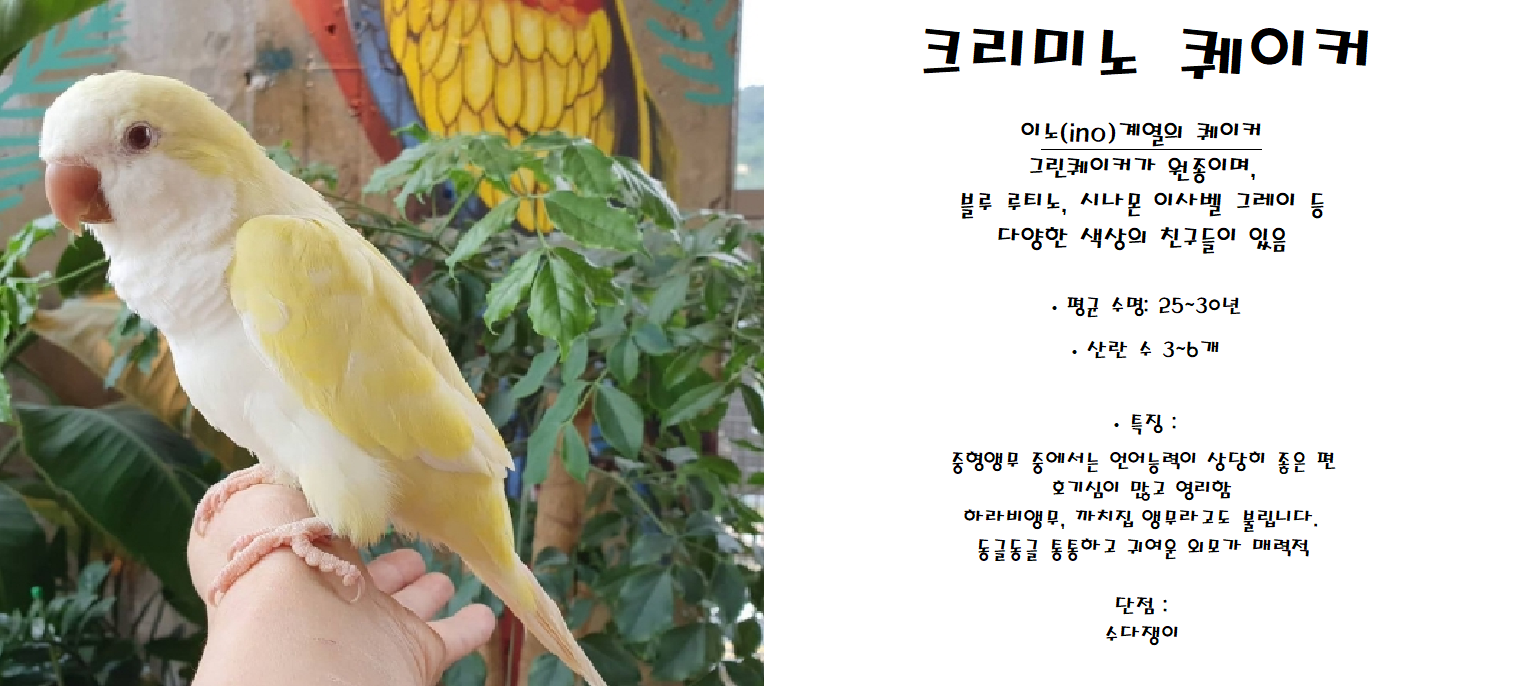 크리미노 퀘이커
이노(ino)계열의 퀘이커
그린퀘이커가 원종이며,
블루 루티노, 시나몬 이사벨 그레이 등
다양한 색상의 친구들이 있음
• 평균 수명: 25~30년
• 산란 수 3~6개
• 특징 :
중형앵무 중에서는 언어능력이 상당히 좋은 편
호기심이 많고 영리함
하라비앵무, 까치집 앵무라고도 불립니다.
동글동글 통통하고 귀여운 외모가 매력적
단점 :
수다쟁이